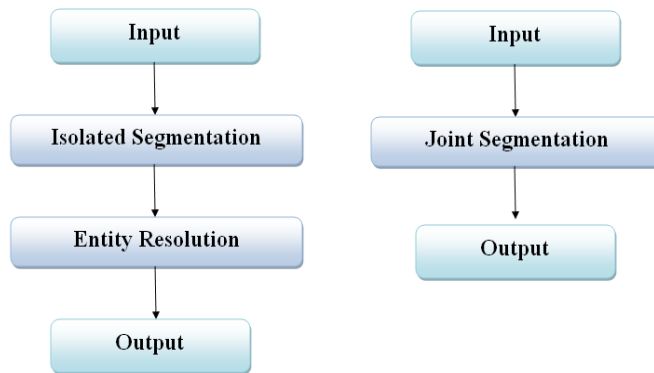 Input
Isolated Segmentation
Entity Resolution
Output
Input
Joint Segmentation
Output